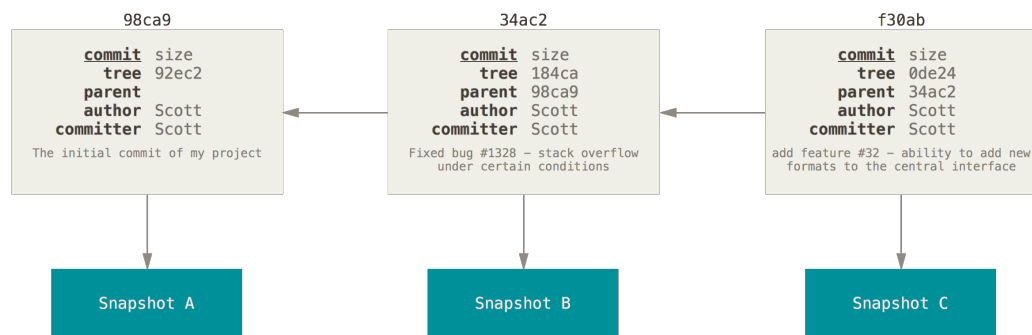 98ca9
commit size
tree 92ec2
parent
author Scott
committer Scott
The initial commit of my project
34ac2
commit size
tree 184ca
parent 98ca9
author Scott
committer Scott
Fixed bug #1328 – stack overflow
under certain conditions
f30ab
commit size
tree 0de24
parent 34ac2
author Scott
committer Scott
add feature #32 – ability to add new
formats to the central interface
Snapshot A
Snapshot B
Snapshot C